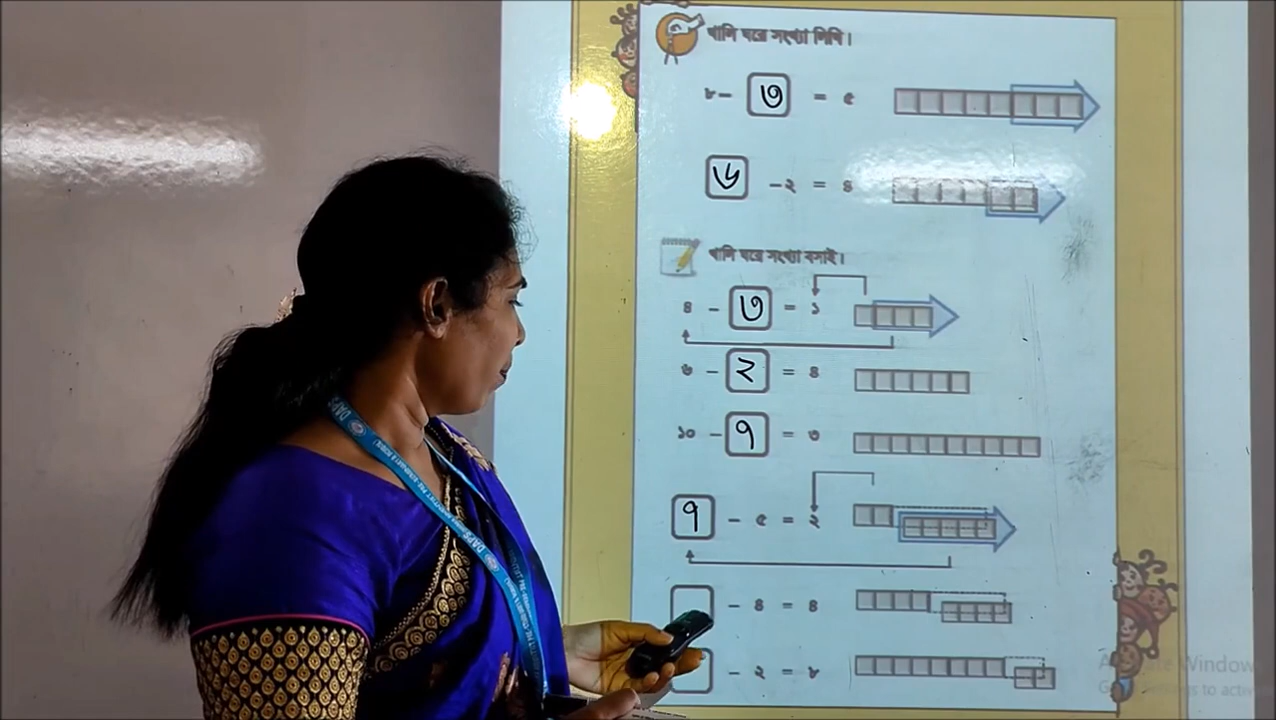 খালি ঘরে সংখ্যা লিখি।
৮ - ৩ = ৫
৬ - ২ = ৪
খালি ঘরে সংখ্যা বসাই।
৪ - ৩ = ১
৬ - ২ = ৪
১০ - ৭ = ৩
৭ - ৫ = ২
- ৪ = ৪
- ২ = ৮